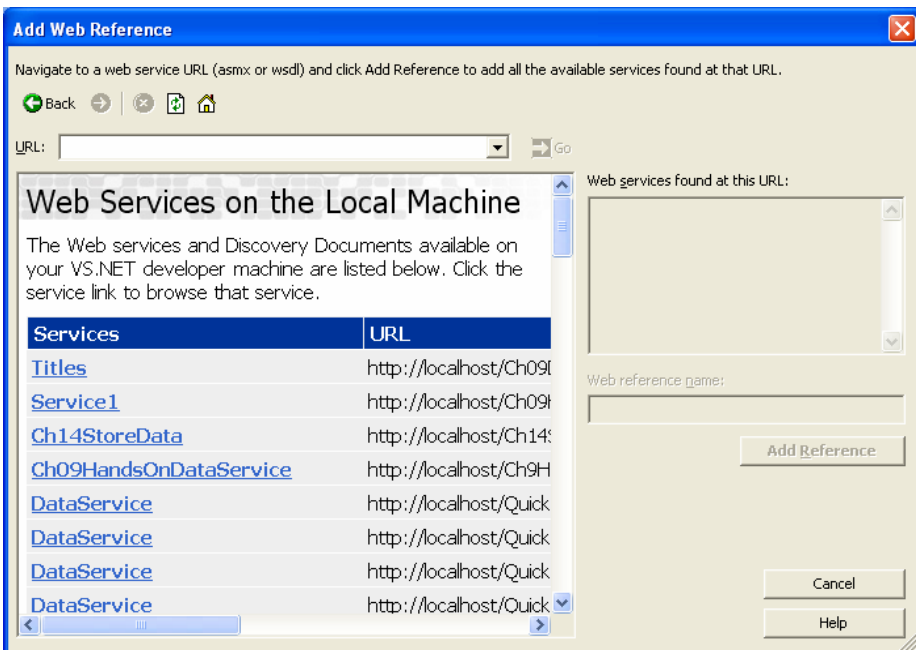 Add Web Reference
Navigate to a web service URL (asmx or wsdl) and click Add Reference to add all the available services found at that URL.
Back
URL:
Go
Web Services on the Local Machine
The Web services and Discovery Documents available on
your VS.NET developer machine are listed below. Click the
service link to browse that service.
Services URL
Titles http://localhost/Ch09
Service1 http://localhost/Ch09
Ch14StoreData http://localhost/Ch14
Ch09HandsOnDataService http://localhost/Ch9H
DataService http://localhost/Quick
DataService http://localhost/Quick
DataService http://localhost/Quick
DataService http://localhost/Quick
Web services found at this URL:
Web reference name:
Add Reference
Cancel
Help